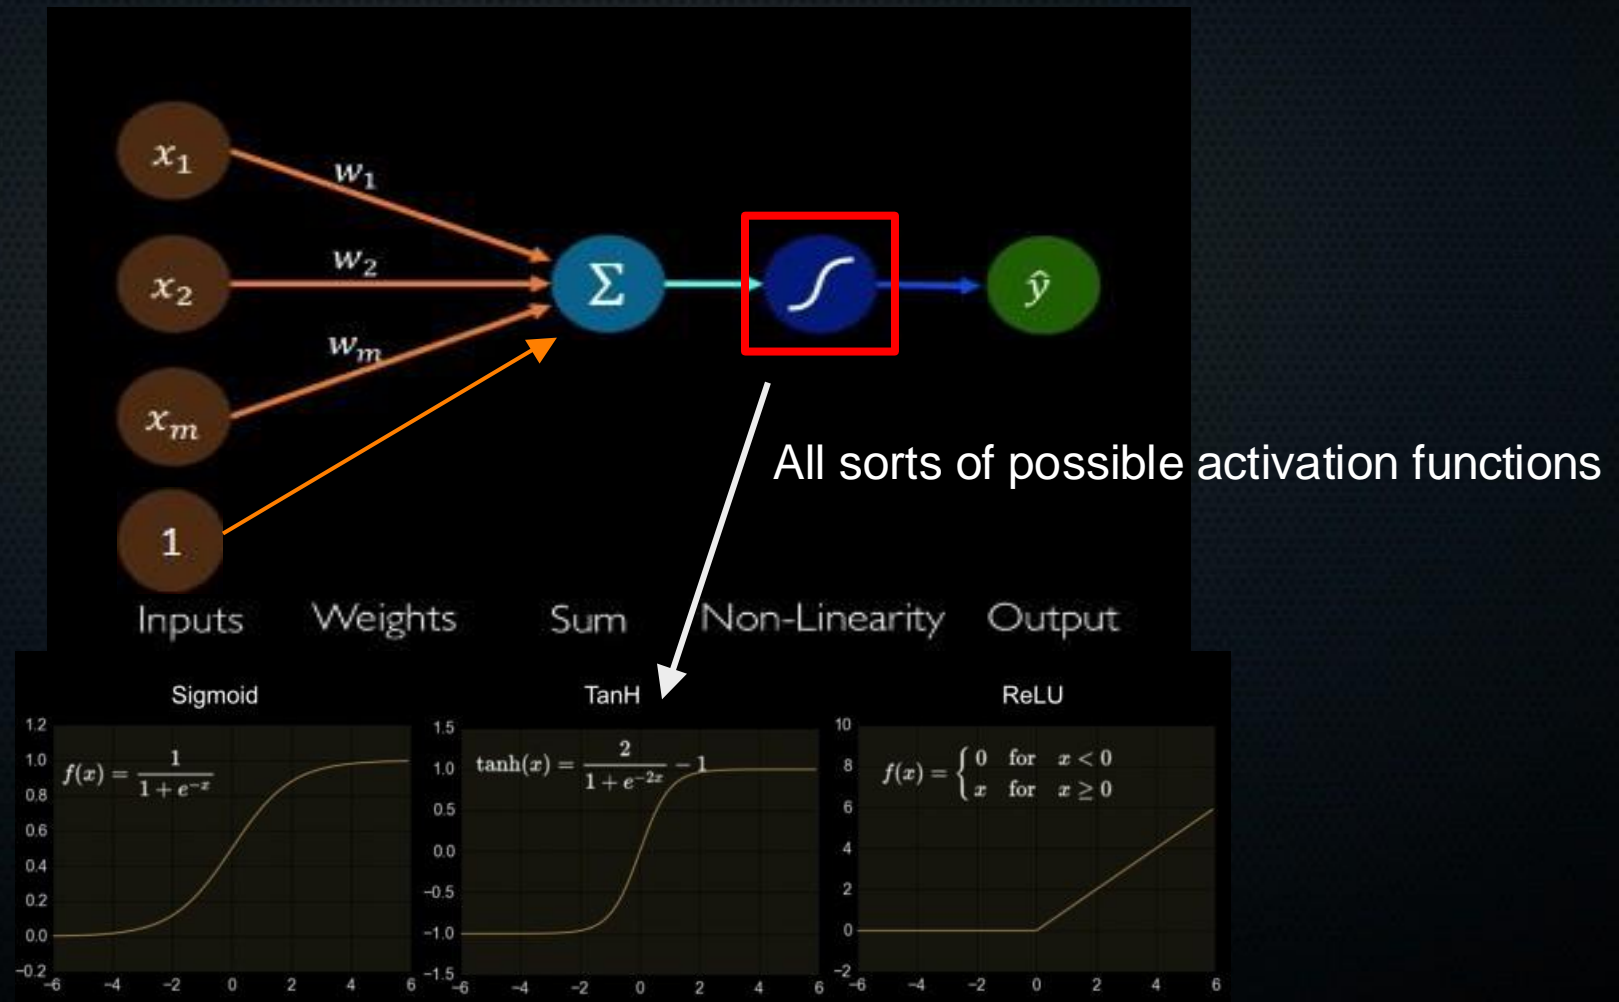 x₁
w₁
x₂
w₂
Σ
∫
ŷ
w_m
x_m
All sorts of possible activation functions
1
Inputs Weights Sum Non-Linearity Output
Sigmoid
1.2
1.0
0.8
0.6
0.4
0.2
0.0
−0.2
f(x) = 1 / (1 + e^{−x})
−6 −4 −2 0 2 4 6
TanH
1.5
1.0
0.5
0.0
−0.5
−1.0
−1.5
tanh(x) = 2 / (1 + e^{−2x}) − 1
−6 −4 −2 0 2 4 6
ReLU
10
8
6
4
2
0
−2
f(x) = { 0 for x < 0
x for x ≥ 0
−6 −4 −2 0 2 4 6